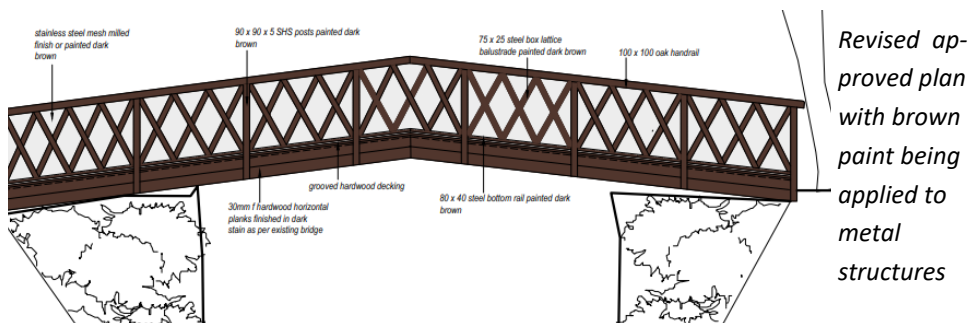 stainless steel mesh milled
finish or painted dark
brown
90 x 90 x 5 SHS posts painted dark
brown
75 x 25 steel box lattice
balustrade painted dark brown
100 x 100 oak handrail
grooved hardwood decking
30mm f hardwood horizontal
planks finished in dark
stain as per existing bridge
80 x 40 steel bottom rail painted dark
brown
Revised ap-
proved plan
with brown
paint being
applied to
metal
structures